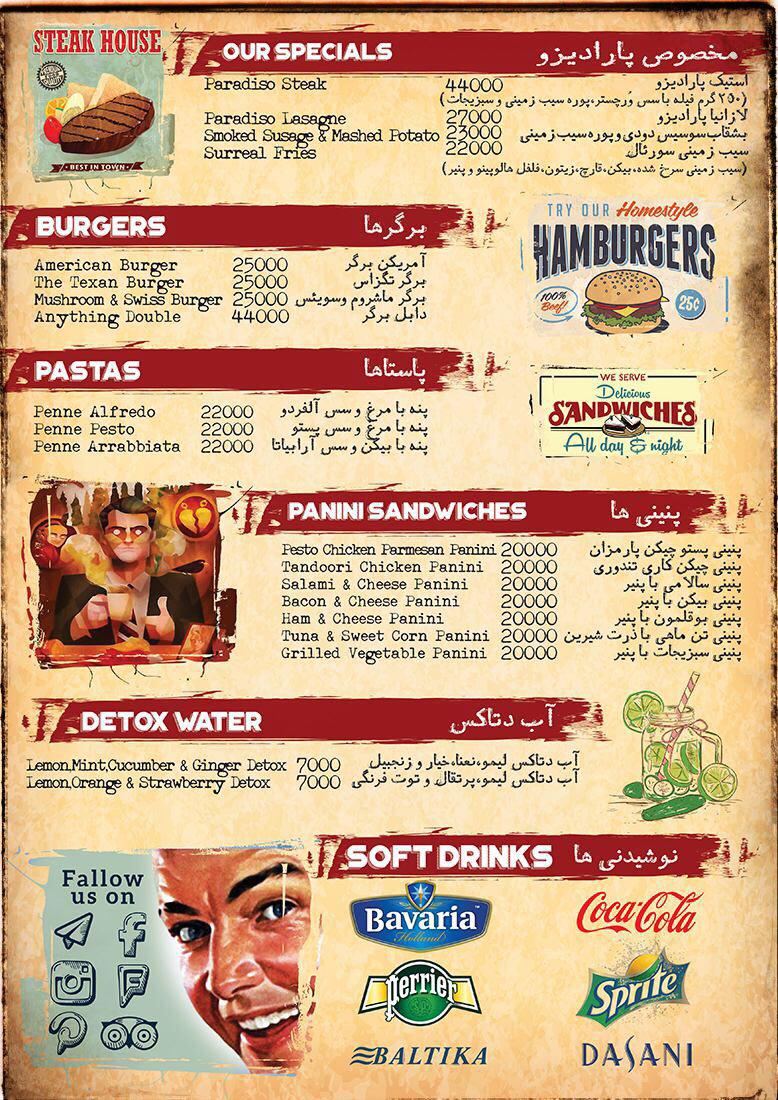 STEAK HOUSE
BEST IN TOWN
OUR SPECIALS مخصوص پارادیزو
Paradiso Steak 44000 استیک پارادیزو
(۲۵۰ گرم فیله با سس وُرچستر،پوره سیب زمینی و سبزیجات)
Paradiso Lasagne 27000 لازانیا پارادیزو
Smoked Susage & Mashed Potato 23000 بشقاب سوسیس دودی و پوره سیب زمینی
Surreal Fries 22000 سیب زمینی سورئال
(سیب زمینی سرخ شده،بیکن،قارچ،زیتون،فلفل هالوپینو و پنیر)
BURGERS برگرها
American Burger 25000 آمریکن برگر
The Texan Burger 25000 برگر تگزاس
Mushroom & Swiss Burger 25000 برگر ماشروم وسوییس
Anything Double 44000 دابل برگر
TRY OUR Homestyle
HAMBURGERS
100% Beef!
25¢
PASTAS پاستاها
Penne Alfredo 22000 پنه با مرغ و سس آلفردو
Penne Pesto 22000 پنه با مرغ و سس پستو
Penne Arrabbiata 22000 پنه با بیکن و سس آرابیاتا
WE SERVE
Delicious
SANDWICHES
All day & night
PANINI SANDWICHES پنینی ها
Pesto Chicken Parmesan Panini 20000 پنینی پستو چیکن پارمزان
Tandoori Chicken Panini 20000 پنینی چیکن کاری تندوری
Salami & Cheese Panini 20000 پنینی سالامی با پنیر
Bacon & Cheese Panini 20000 پنینی بیکن با پنیر
Ham & Cheese Panini 20000 پنینی بوقلمون با پنیر
Tuna & Sweet Corn Panini 20000 پنینی تن ماهی با ذرت شیرین
Grilled Vegetable Panini 20000 پنینی سبزیجات با پنیر
DETOX WATER آب دتاکس
Lemon,Mint,Cucumber & Ginger Detox 7000 آب دتاکس لیمو،نعنا،خیار و زنجبیل
Lemon,Orange & Strawberry Detox 7000 آب دتاکس لیمو،پرتقال و توت فرنگی
SOFT DRINKS نوشیدنی ها
Fallow
us on
Bavaria
Holland
Coca-Cola
perrier
Sprite
BALTIKA
DASANI